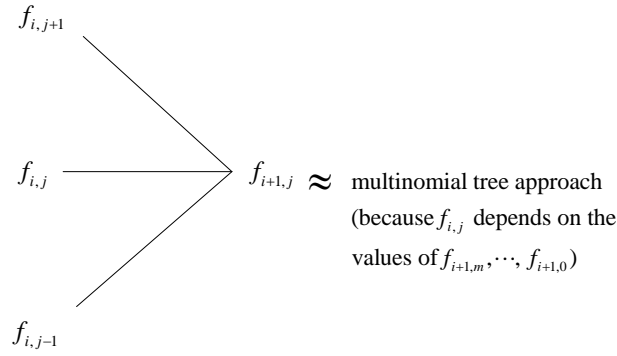 f_{i,j+1}
f_{i,j}
f_{i+1,j} ≈ multinomial tree approach
(because f_{i,j} depends on the
values of f_{i+1,m}, ⋯, f_{i+1,0})
f_{i,j−1}